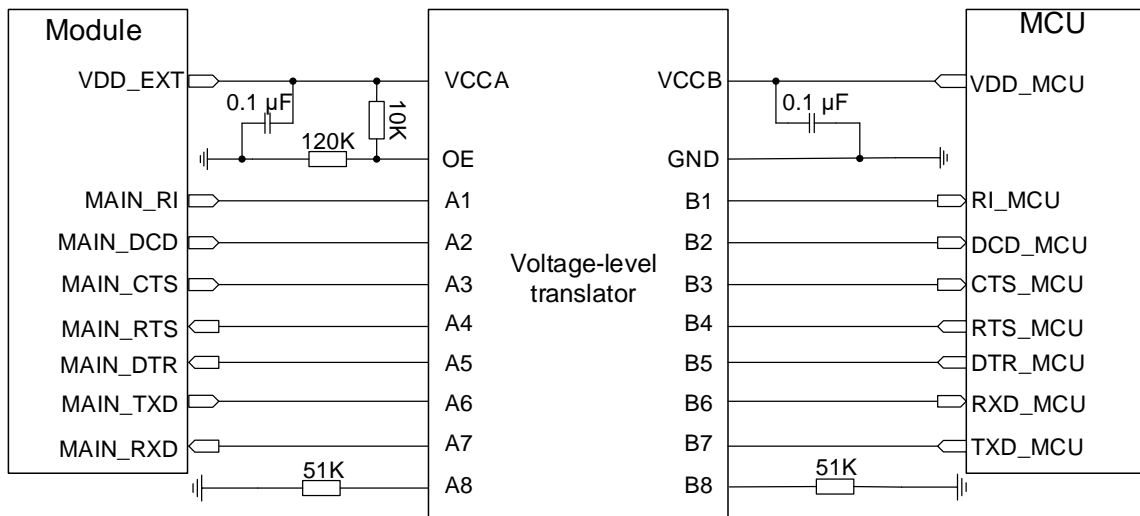 Module
MCU
VDD_EXT
VCCA
VCCB
VDD_MCU
0.1 µF
10K
0.1 µF
120K
OE
GND
MAIN_RI
A1
B1
RI_MCU
MAIN_DCD
A2
B2
DCD_MCU
Voltage-level
translator
MAIN_CTS
A3
B3
CTS_MCU
MAIN_RTS
A4
B4
RTS_MCU
MAIN_DTR
A5
B5
DTR_MCU
MAIN_TXD
A6
B6
RXD_MCU
MAIN_RXD
A7
B7
TXD_MCU
51K
A8
B8
51K